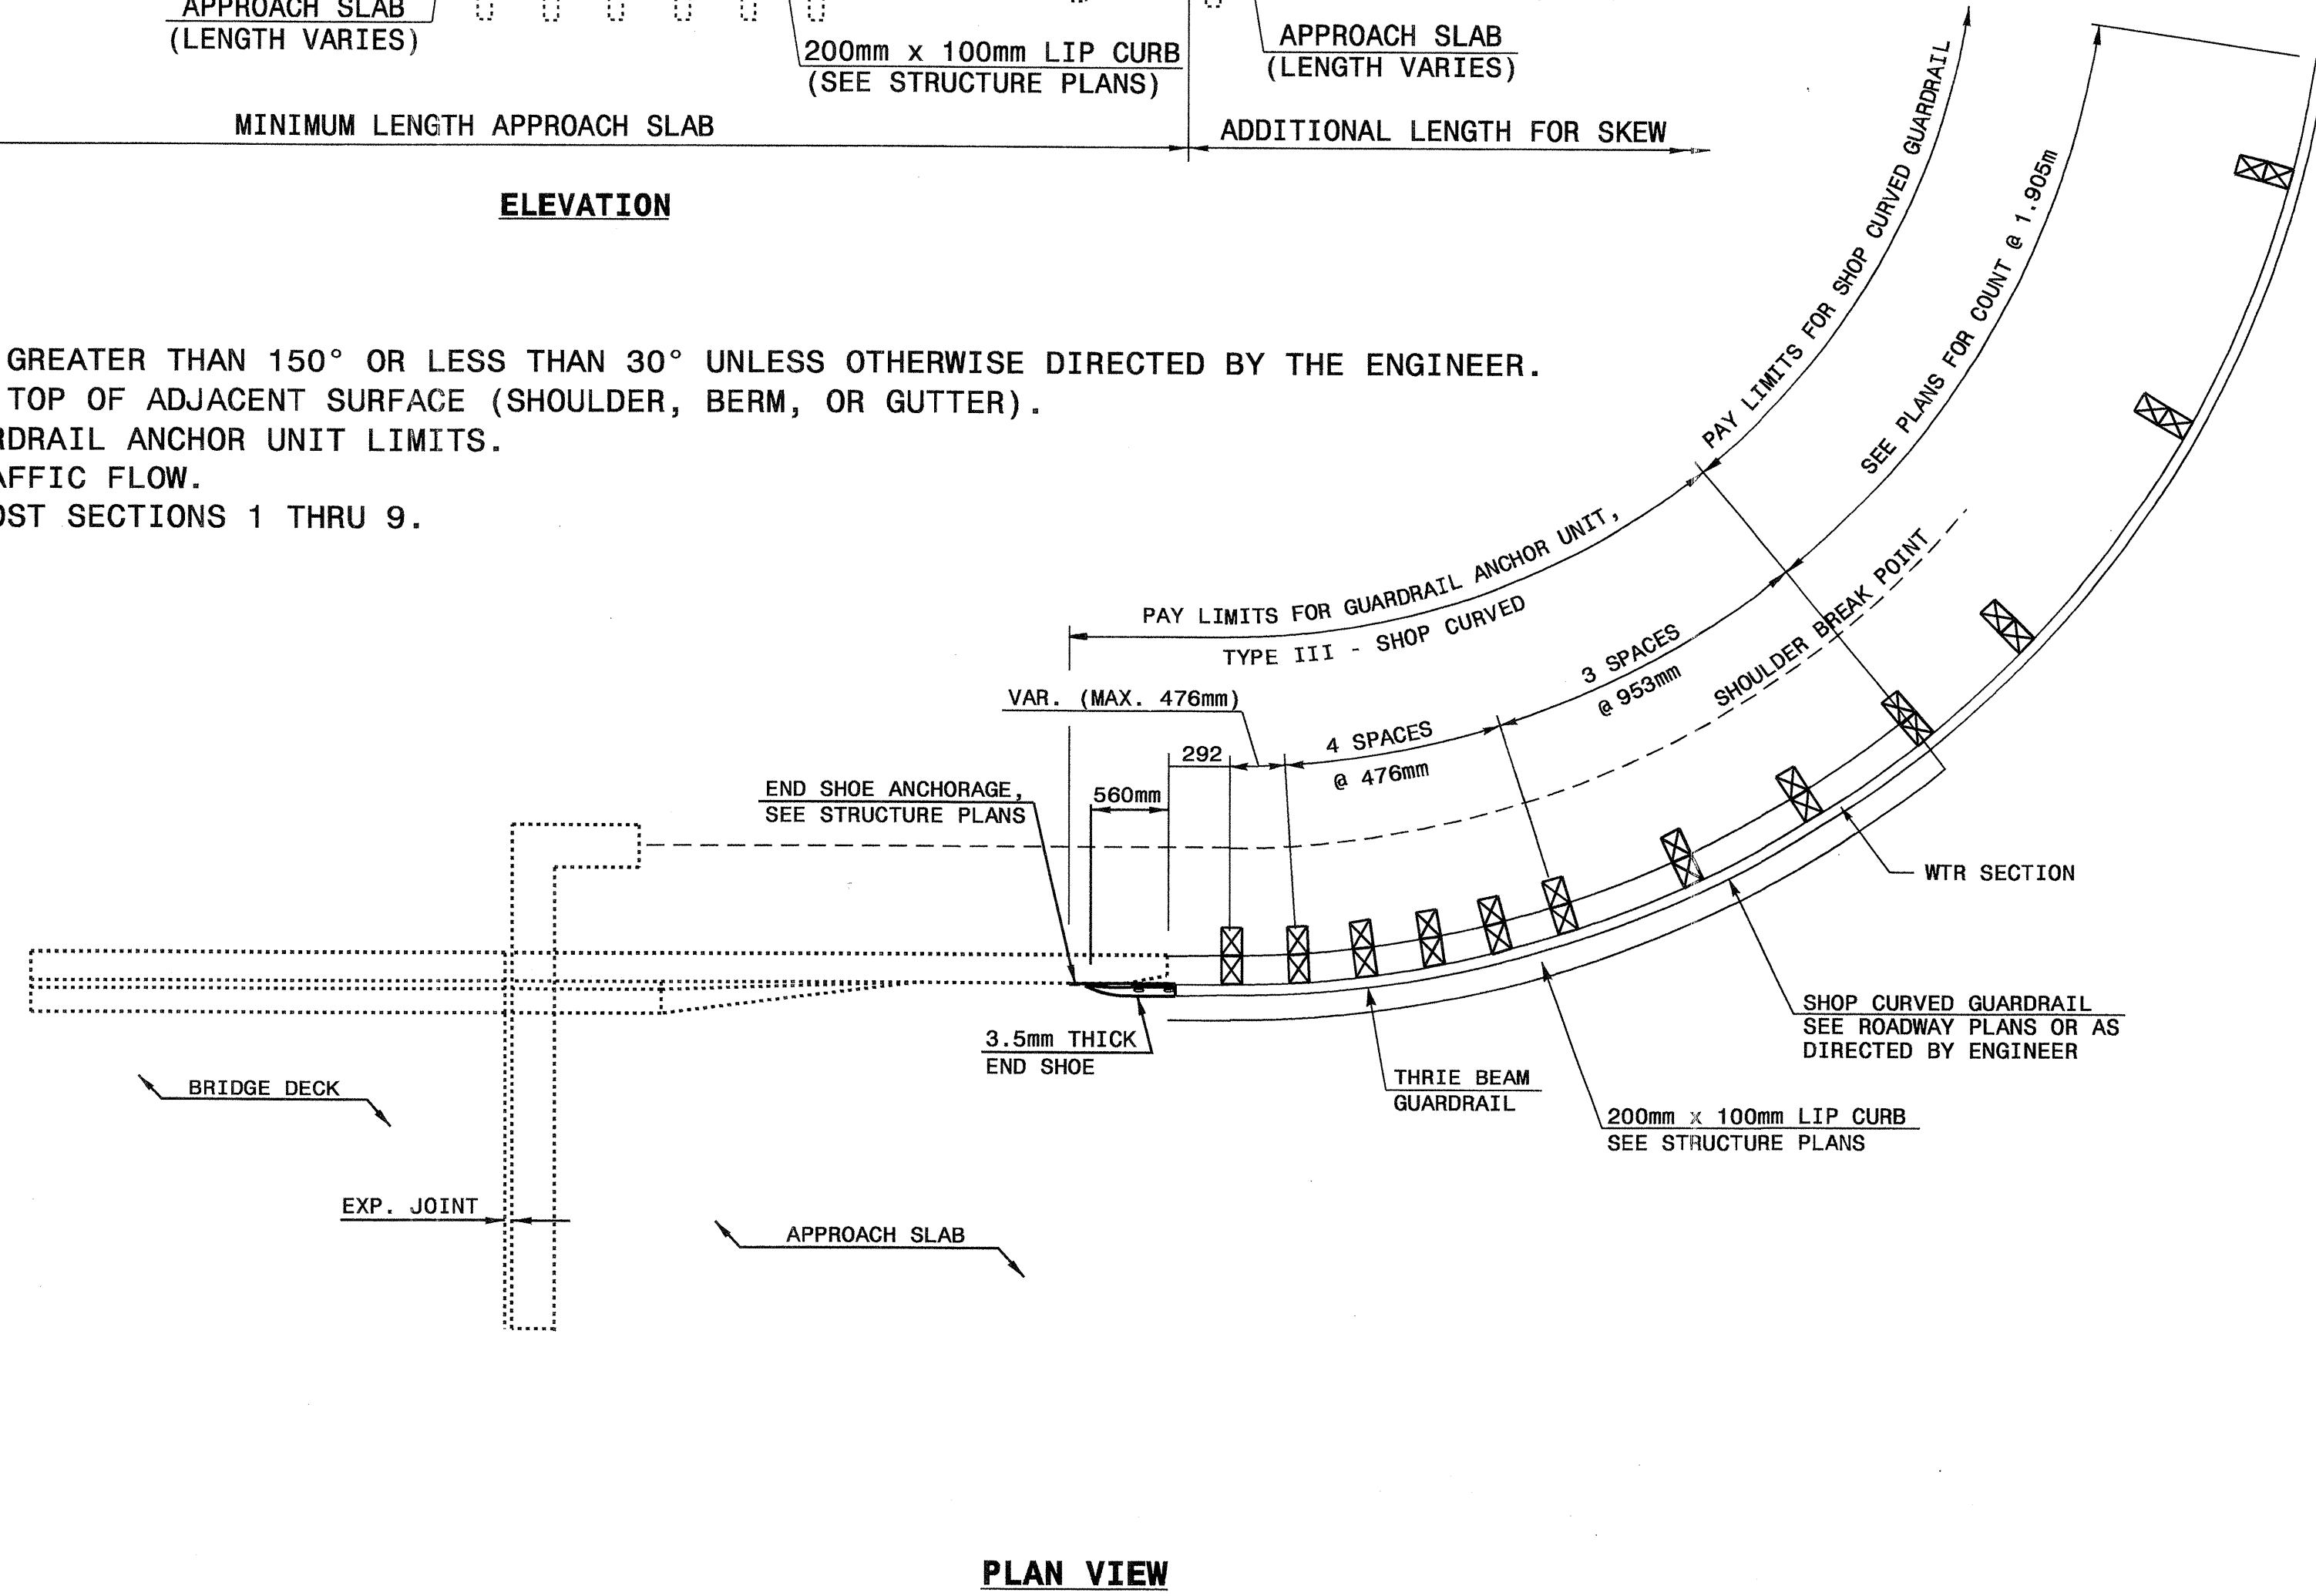 APPROACH SLAB
(LENGTH VARIES)
200mm x 100mm LIP CURB
(SEE STRUCTURE PLANS)
APPROACH SLAB
(LENGTH VARIES)
MINIMUM LENGTH APPROACH SLAB
ADDITIONAL LENGTH FOR SKEW
ELEVATION
GREATER THAN 150° OR LESS THAN 30° UNLESS OTHERWISE DIRECTED BY THE ENGINEER.
TOP OF ADJACENT SURFACE (SHOULDER, BERM, OR GUTTER).
RDRAIL ANCHOR UNIT LIMITS.
AFFIC FLOW.
OST SECTIONS 1 THRU 9.
PAY LIMITS FOR SHOP CURVED GUARDRAIL
SEE PLANS FOR COUNT @ 1.905m
PAY LIMITS FOR GUARDRAIL ANCHOR UNIT,
TYPE III - SHOP CURVED
3 SPACES
@ 953mm
SHOULDER BREAK POINT
VAR. (MAX. 476mm)
4 SPACES
@ 476mm
292
560mm
END SHOE ANCHORAGE,
SEE STRUCTURE PLANS
WTR SECTION
SHOP CURVED GUARDRAIL
SEE ROADWAY PLANS OR AS
DIRECTED BY ENGINEER
3.5mm THICK
END SHOE
THRIE BEAM
GUARDRAIL
200mm x 100mm LIP CURB
SEE STRUCTURE PLANS
BRIDGE DECK
EXP. JOINT
APPROACH SLAB
PLAN VIEW